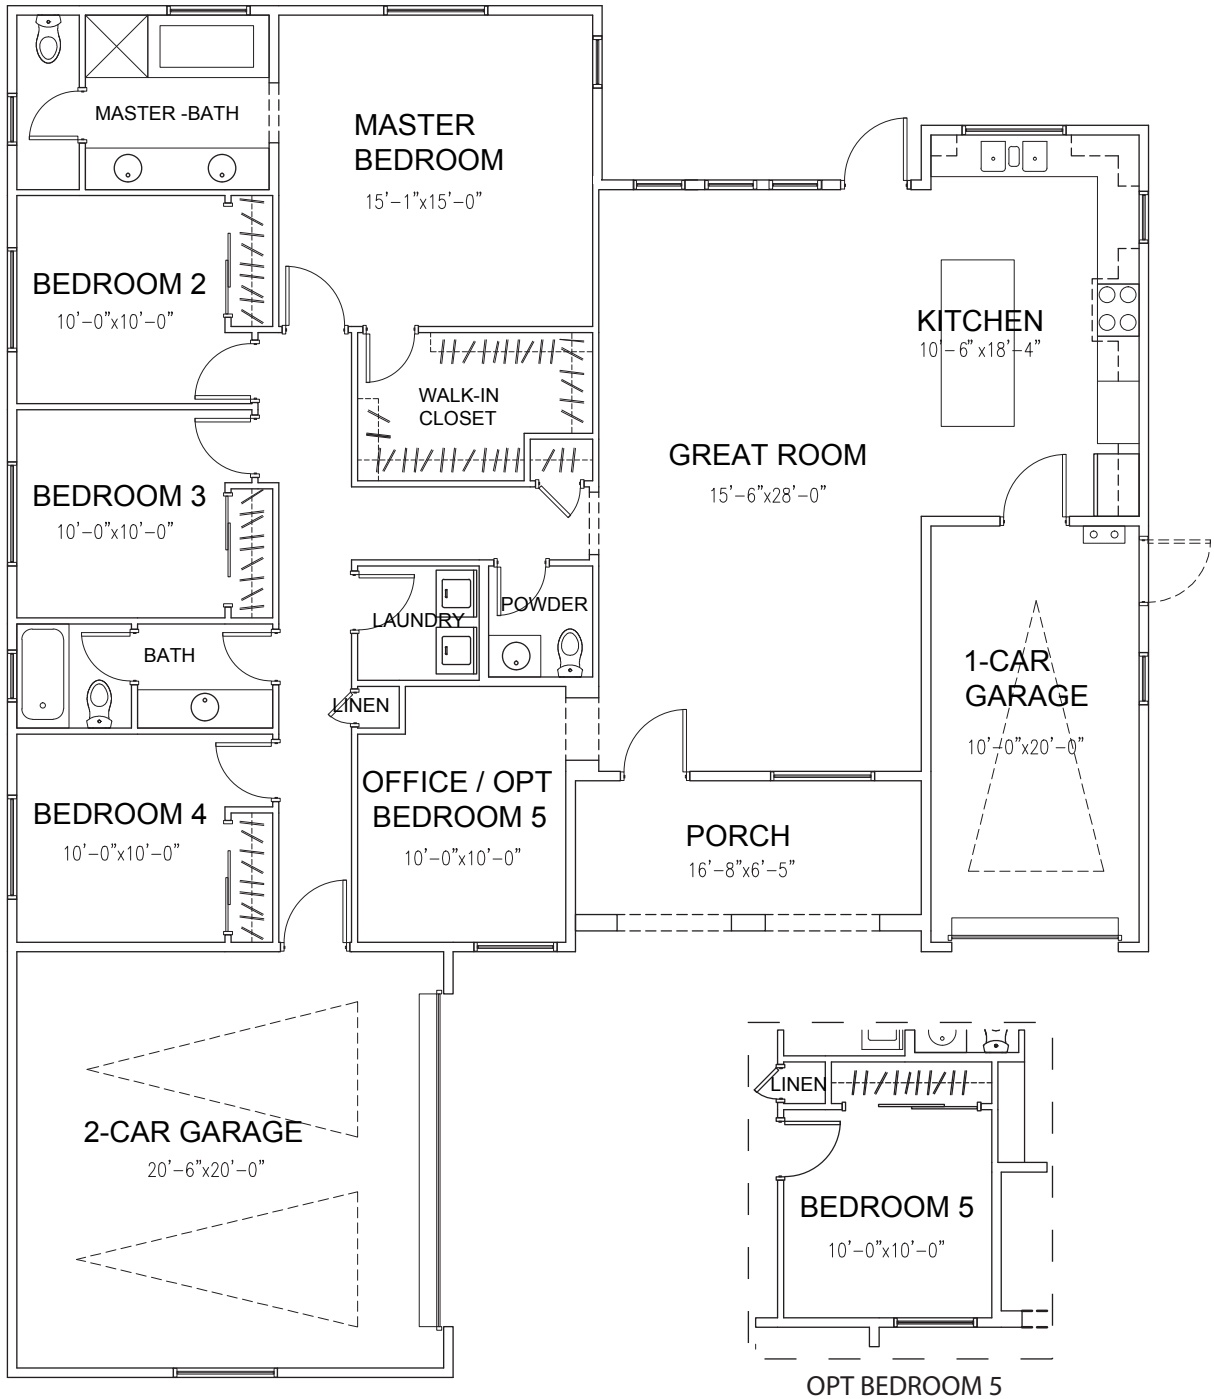 MASTER -BATH
MASTER
BEDROOM
15'-1"x15'-0"
BEDROOM 2
10'-0"x10'-0"
KITCHEN
10'-6" x18'-4"
WALK-IN
CLOSET
GREAT ROOM
15'-6"x28'-0"
BEDROOM 3
10'-0"x10'-0"
POWDER
LAUNDRY
BATH
1-CAR
GARAGE
10'-0"x20'-0"
LINEN
OFFICE / OPT
BEDROOM 5
10'-0"x10'-0"
BEDROOM 4
10'-0"x10'-0"
PORCH
16'-8"x6'-5"
2-CAR GARAGE
20'-6"x20'-0"
LINEN
BEDROOM 5
10'-0"x10'-0"
OPT BEDROOM 5